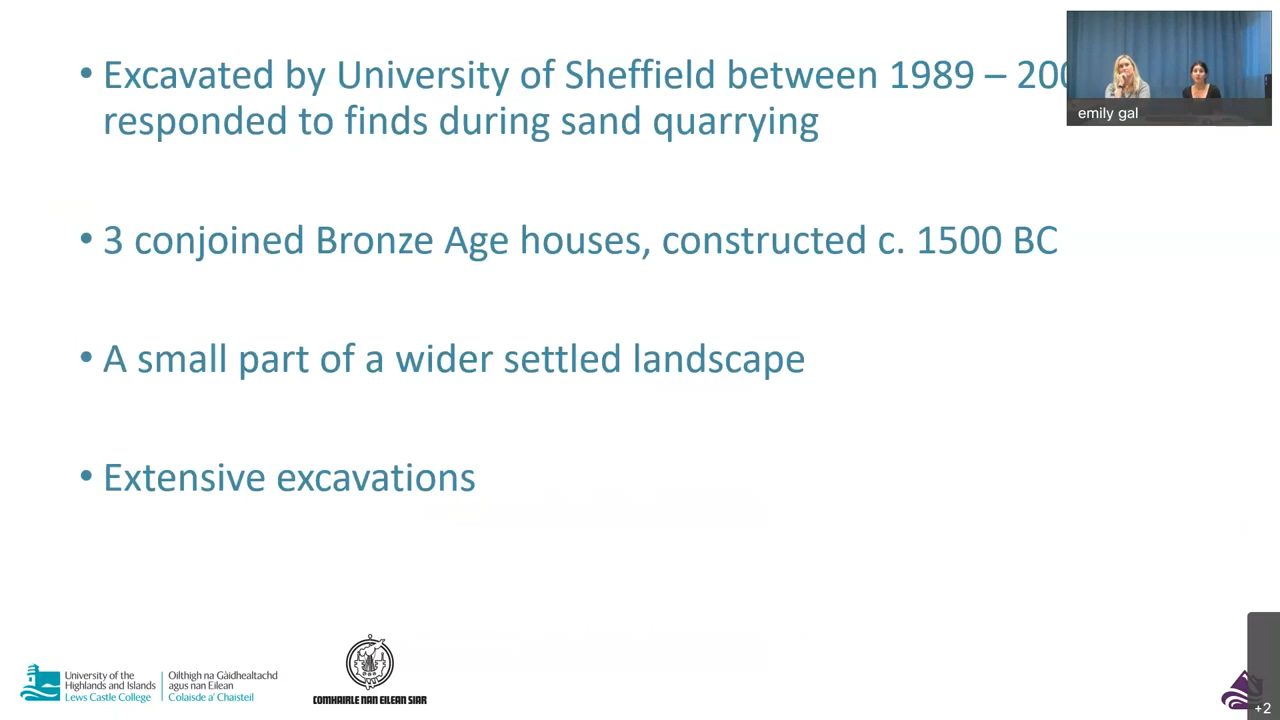 • Excavated by University of Sheffield between 1989 –
responded to finds during sand quarrying
• 3 conjoined Bronze Age houses, constructed c. 1500 BC
• A small part of a wider settled landscape
• Extensive excavations
emily gal
University of the
Highlands and Islands
Lews Castle College
Oilthigh na Gàidhealtachd
agus nan Eilean
Colaisde a' Chaisteil
COMHAIRLE NAN EILEAN SIAR
+2